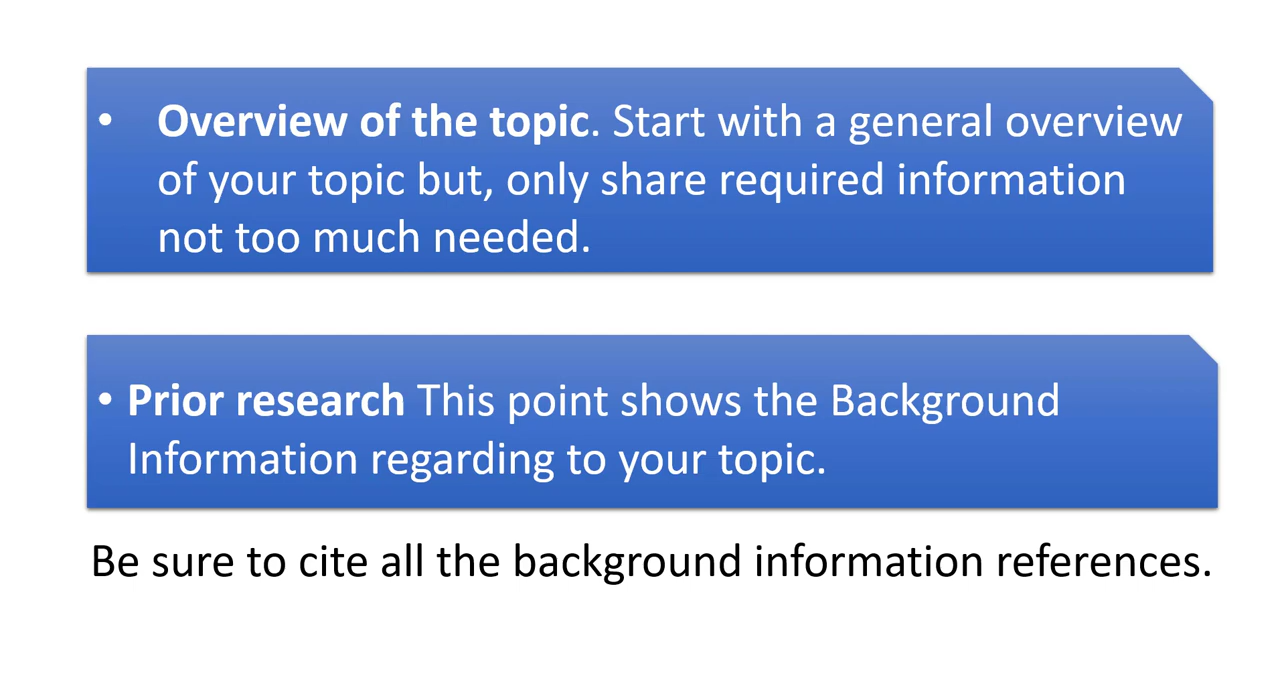 • Overview of the topic. Start with a general overview
of your topic but, only share required information
not too much needed.
• Prior research This point shows the Background
Information regarding to your topic.
Be sure to cite all the background information references.